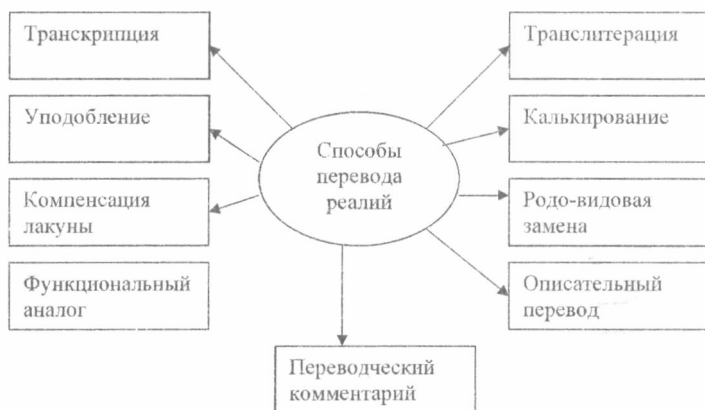 Транскрипция
Транслитерация
Уподобление
Калькирование
Способы
перевода
реалий
Компенсация
лакуны
Родо-видовая
замена
Функциональный
аналог
Описательный
перевод
Переводческий
комментарий